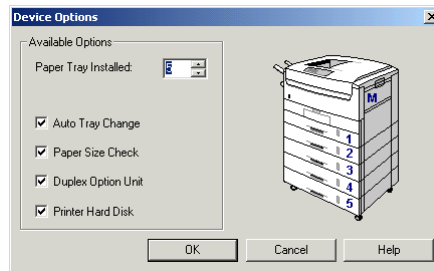 Device Options
Available Options
Paper Tray Installed: 5
Auto Tray Change
Paper Size Check
Duplex Option Unit
Printer Hard Disk
M
1
2
3
4
5
OK Cancel Help